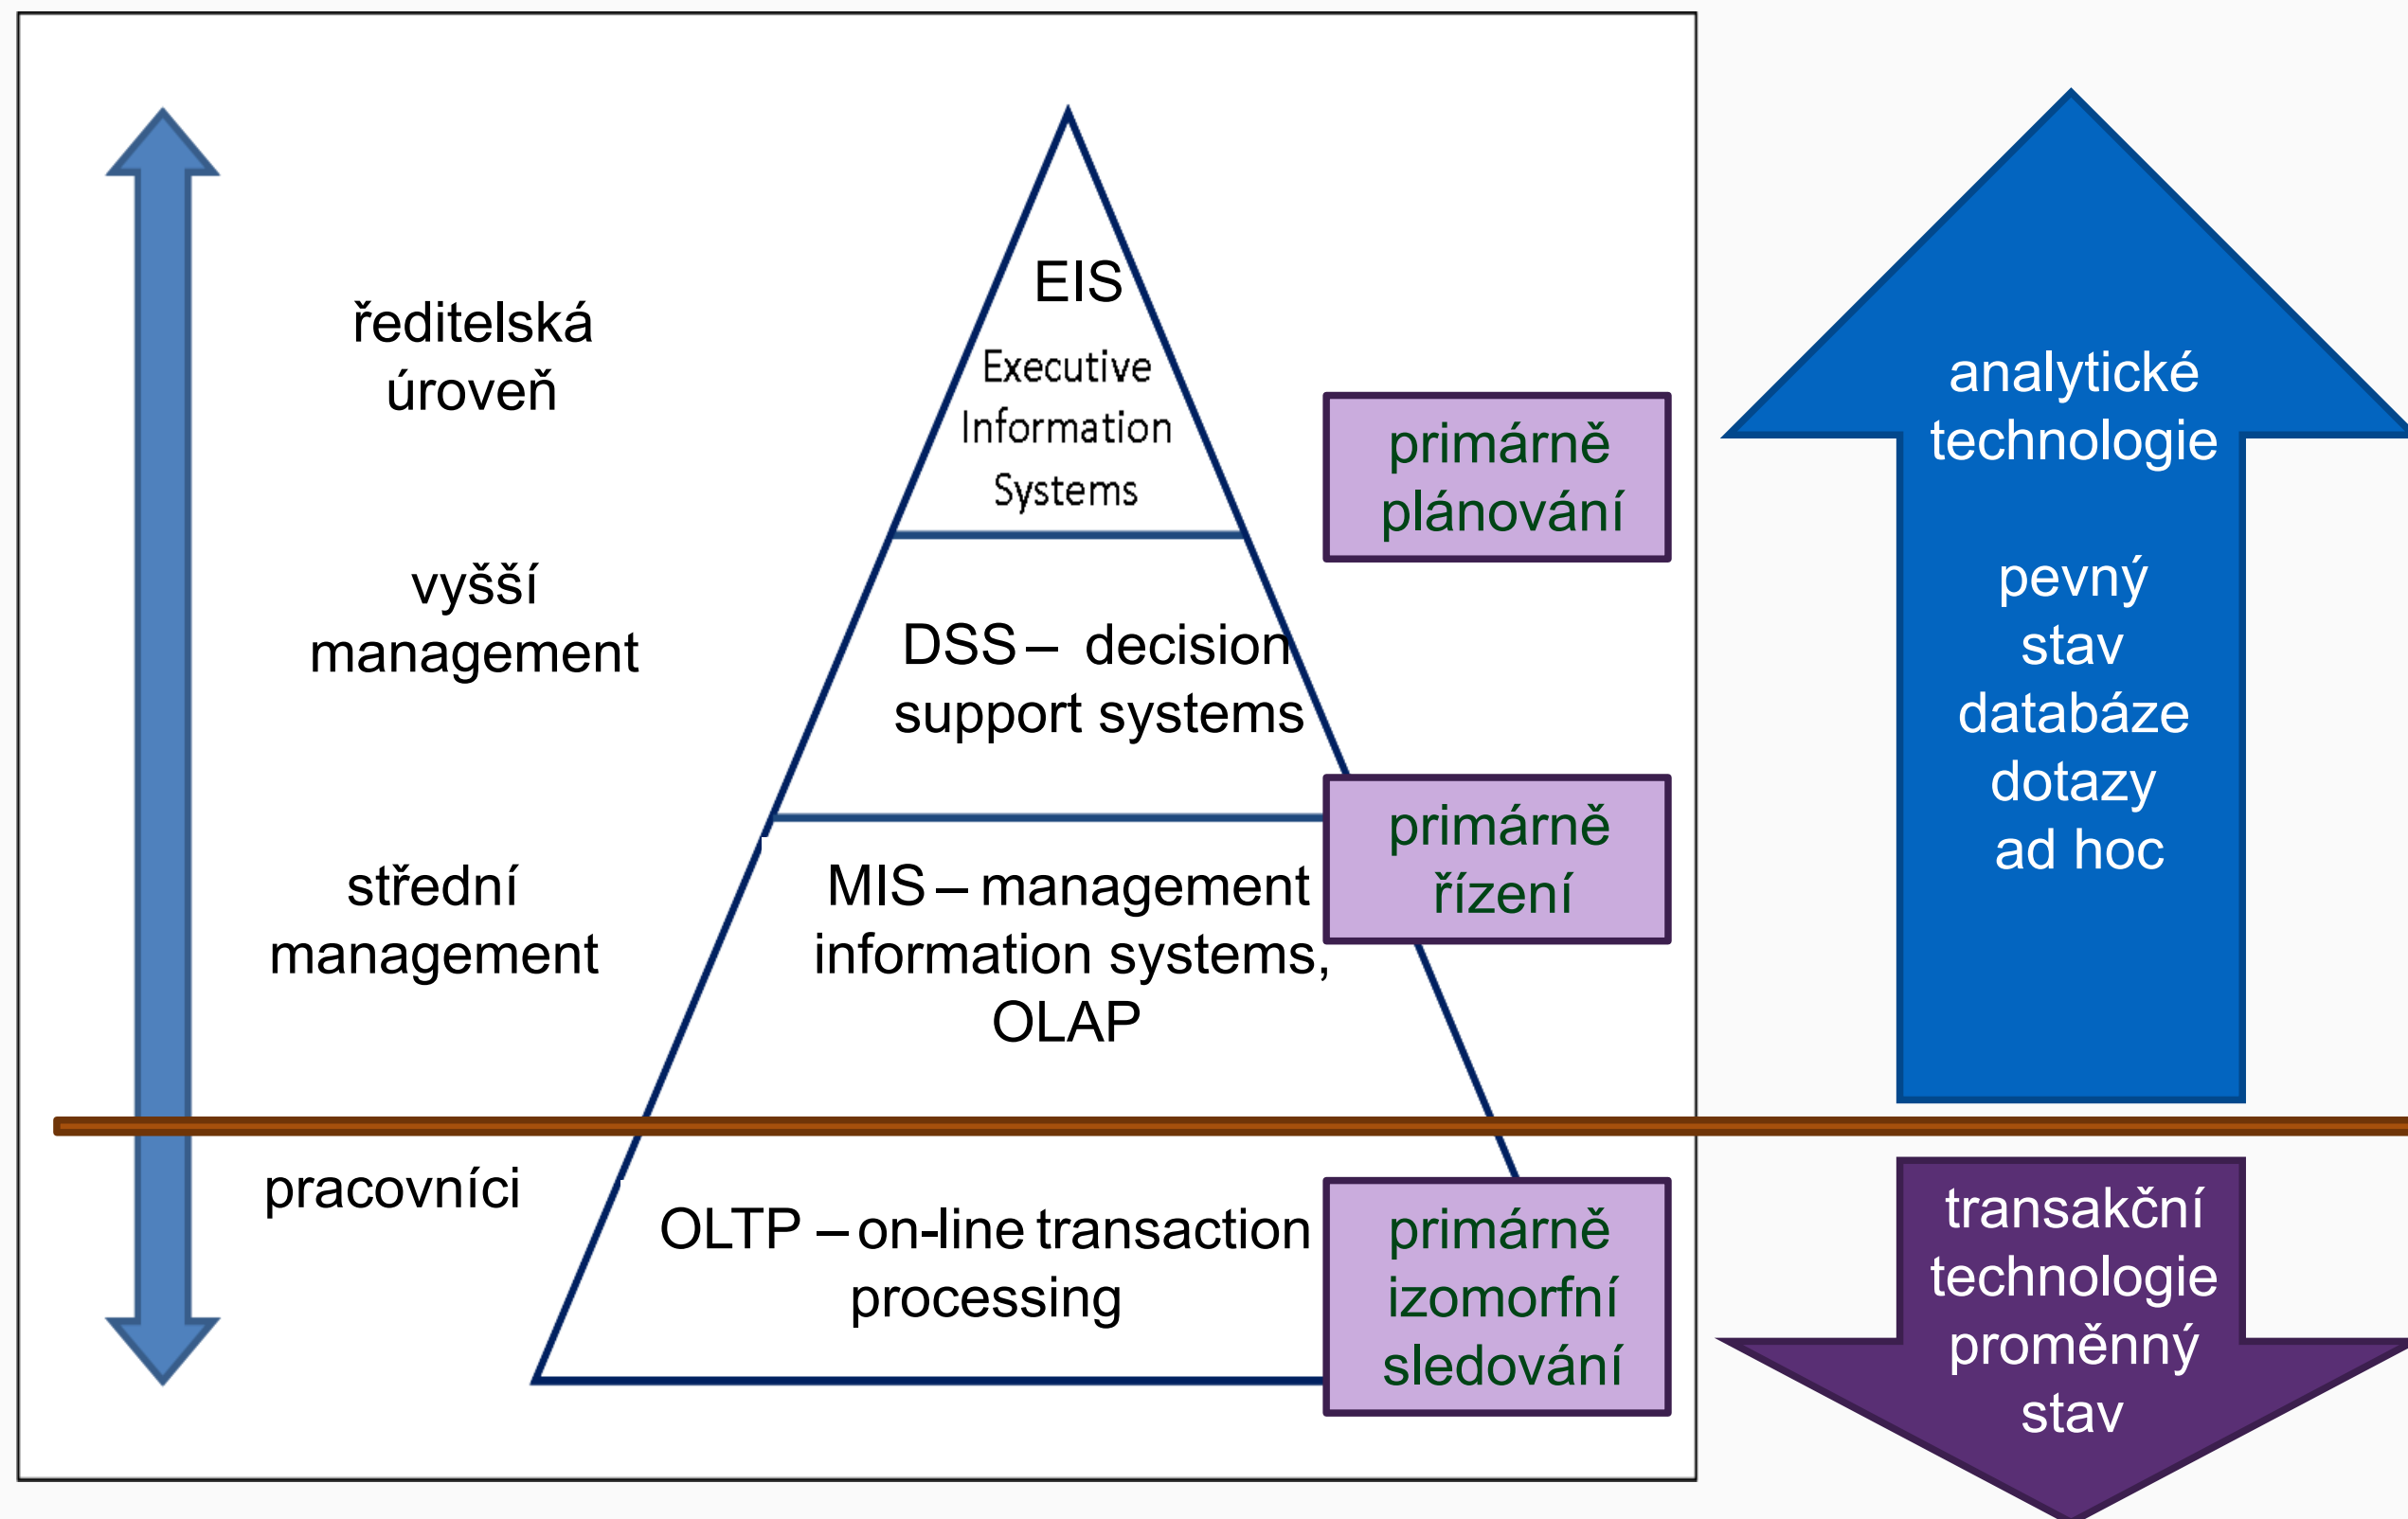 ředitelská
úroveň
vyšší
management
střední
management
pracovníci
EIS
Executive
Information
Systems
DSS – decision
support systems
MIS – management
information systems,
OLAP
OLTP – on-line transaction
processing
primárně
plánování
primárně
řízení
primárně
izomorfní
sledování
analytické
technologie
pevný
stav
databáze
dotazy
ad hoc
transakční
technologie
proměnný
stav